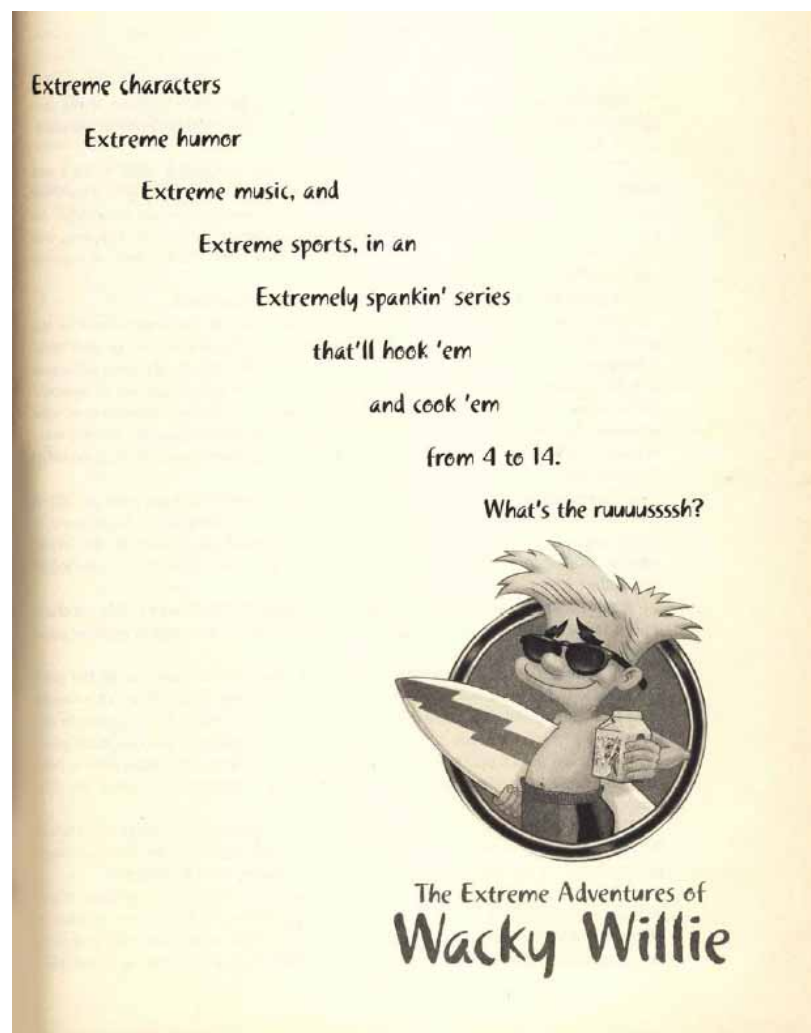 Extreme characters
Extreme humor
Extreme music, and
Extreme sports, in an
Extremely spankin' series
that'll hook 'em
and cook 'em
from 4 to 14.
What's the ruuuussssh?
The Extreme Adventures of
Wacky Willie